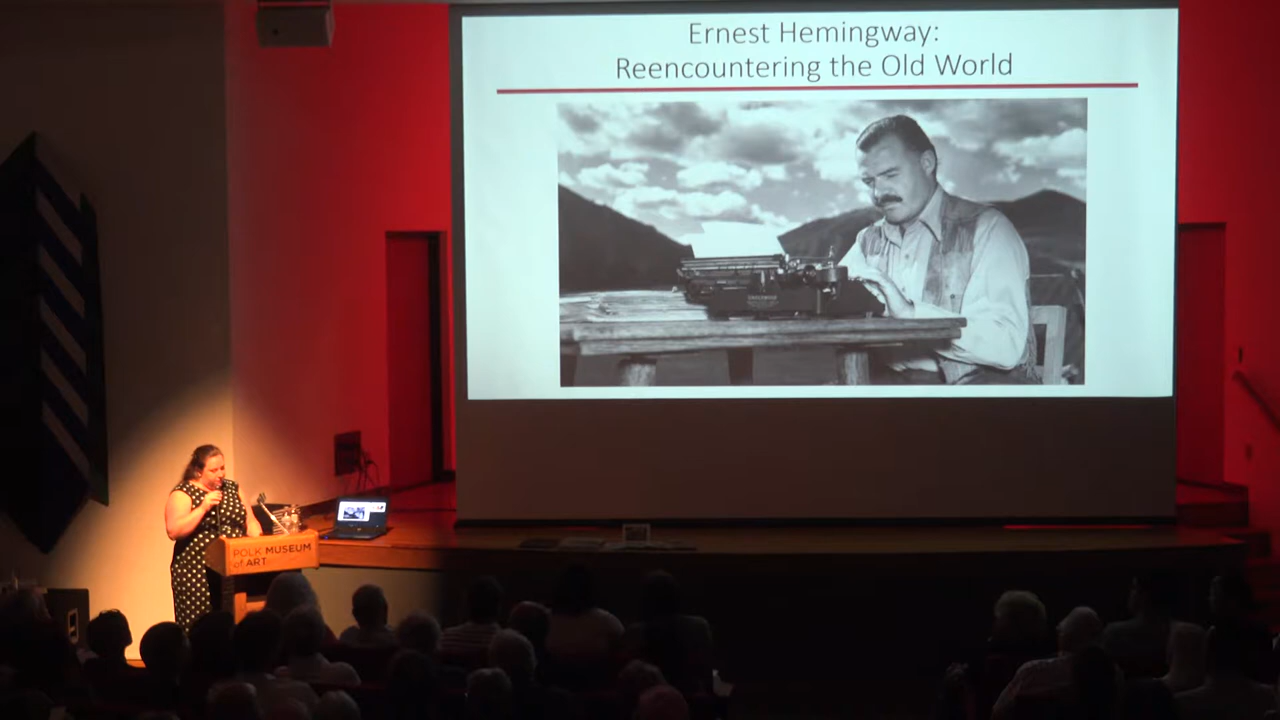 Ernest Hemingway:
Reencountering the Old World
POLK MUSEUM
of ART